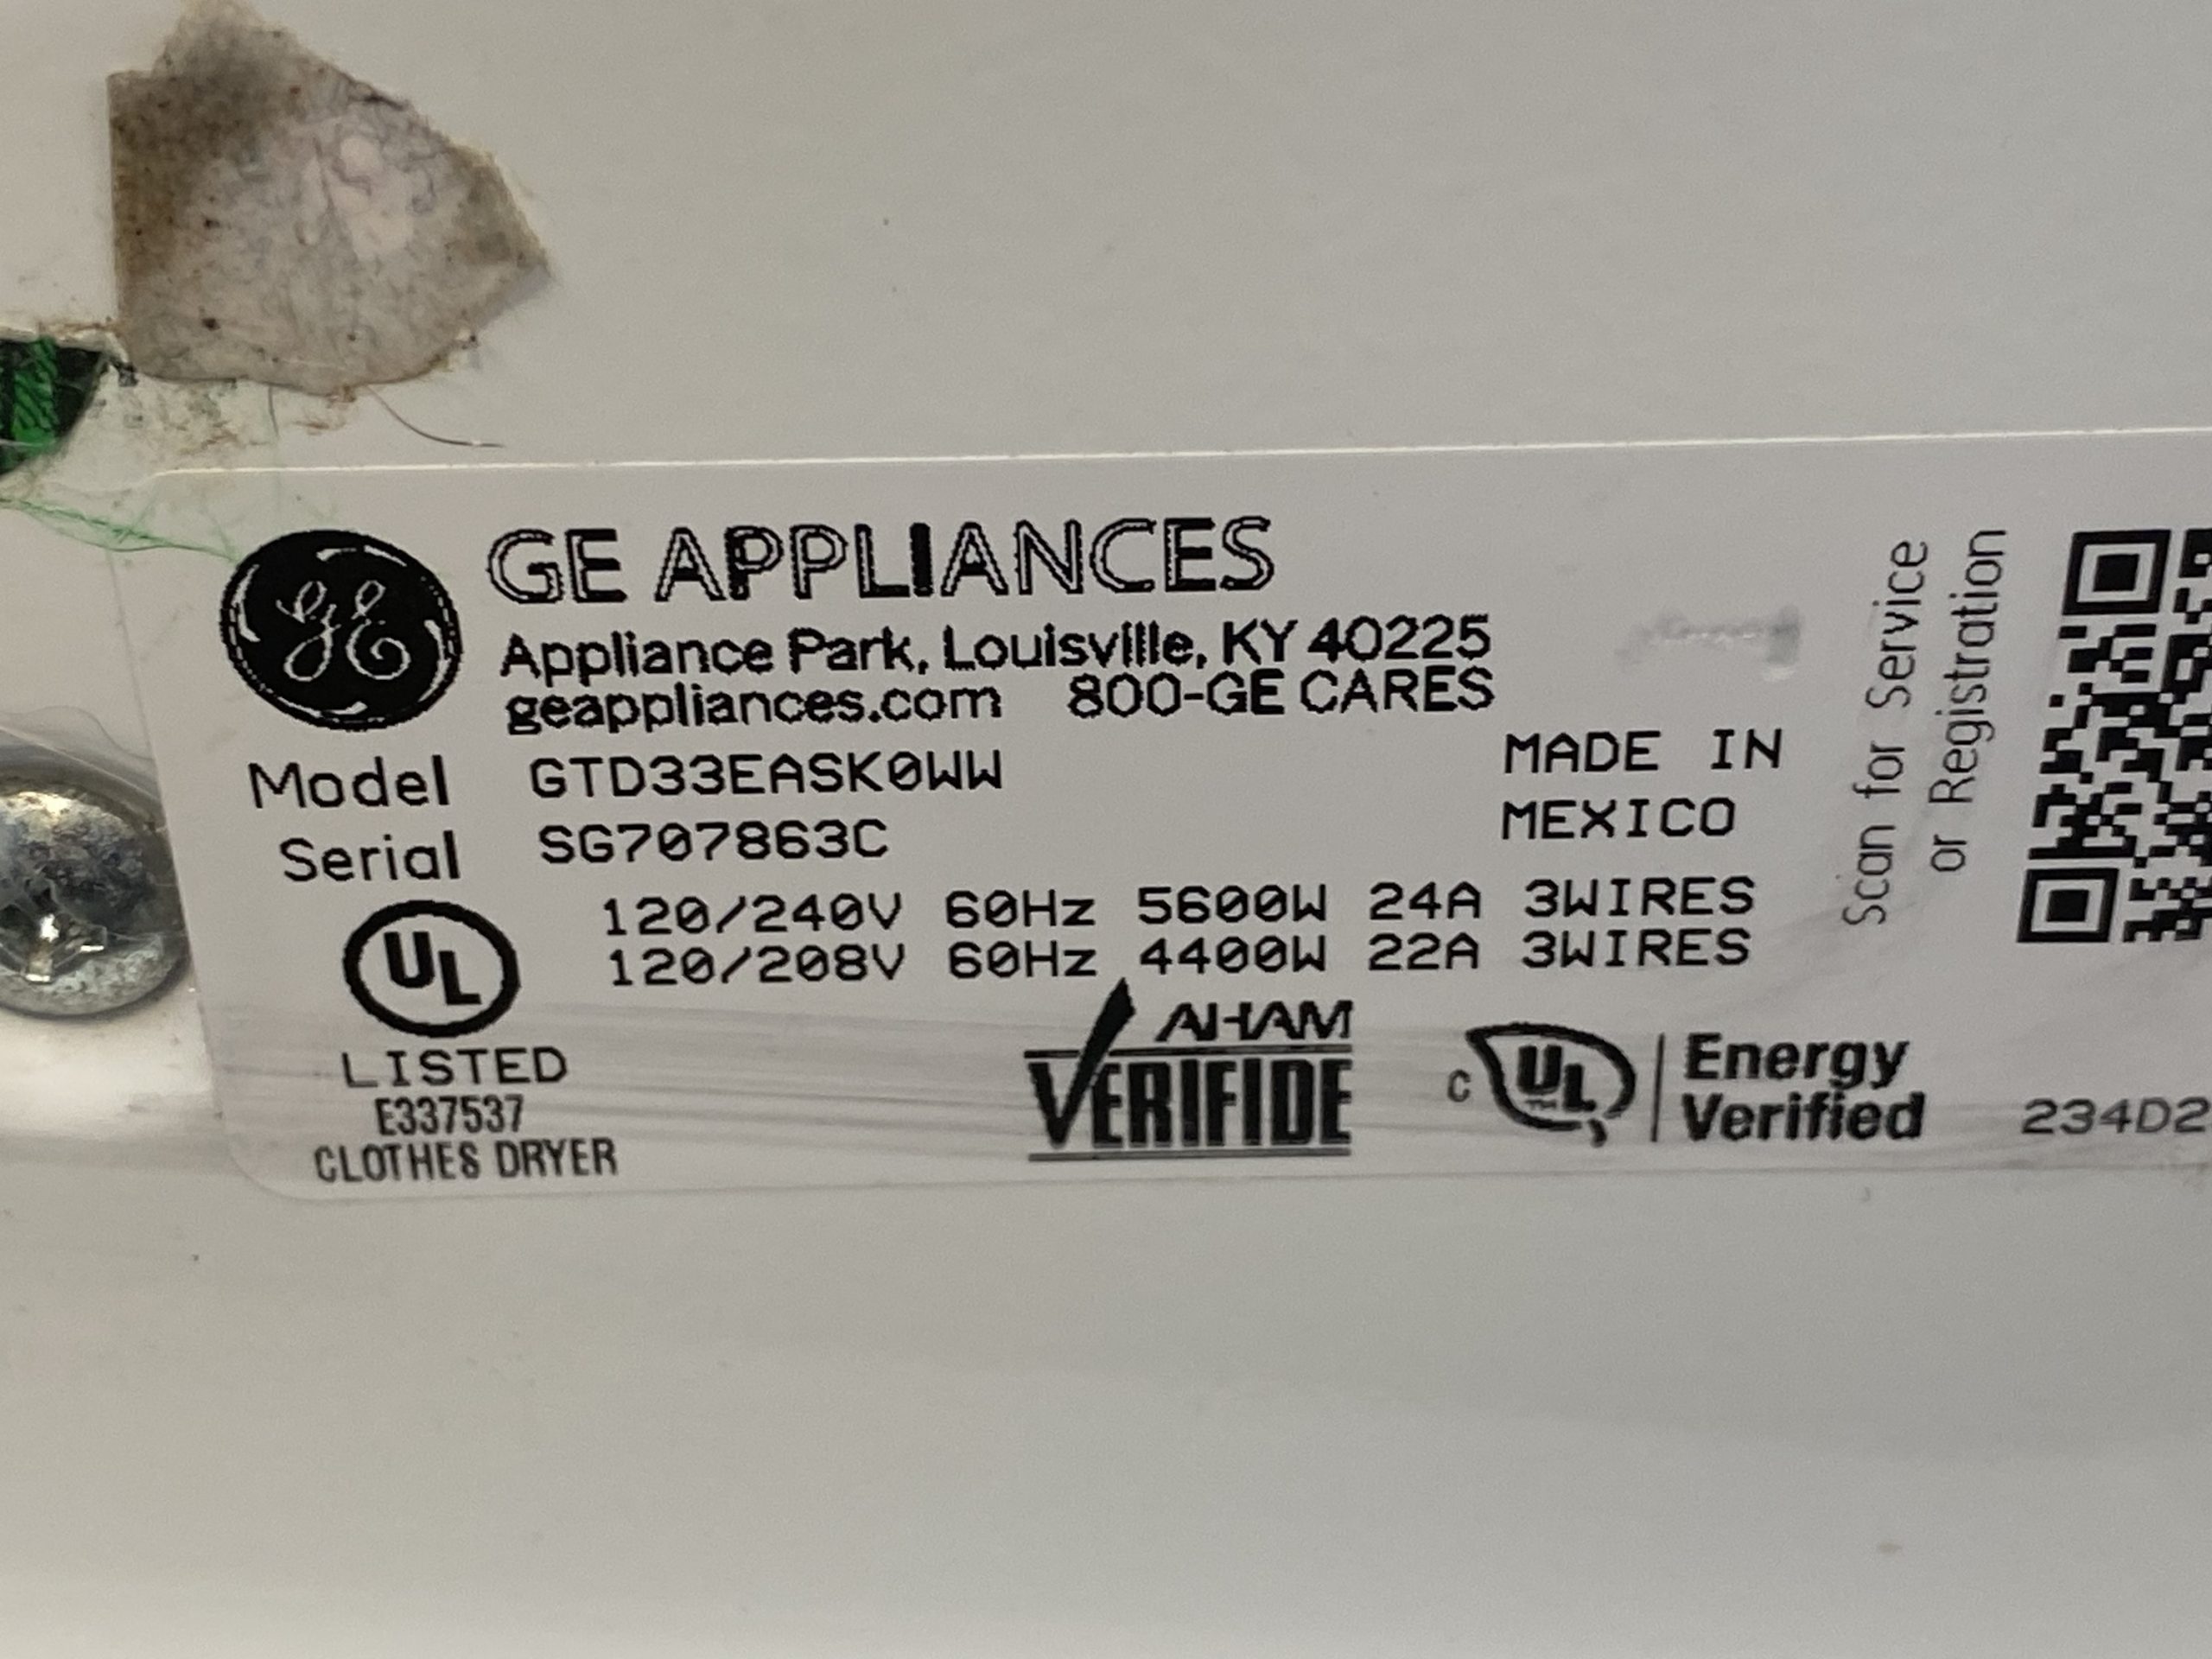 GE
GE APPLIANCES
Appliance Park, Louisville, KY 40225
geappliances.com 800-GE CARES
Model GTD33EASK0WW
Serial SG707863C
MADE IN
MEXICO
120/240V 60Hz 5600W 24A 3WIRES
120/208V 60Hz 4400W 22A 3WIRES
UL
LISTED
E337537
CLOTHES DRYER
AHAM
VERIFIDE
C UL
Energy
Verified
Scan for Service
or Registration
234D2